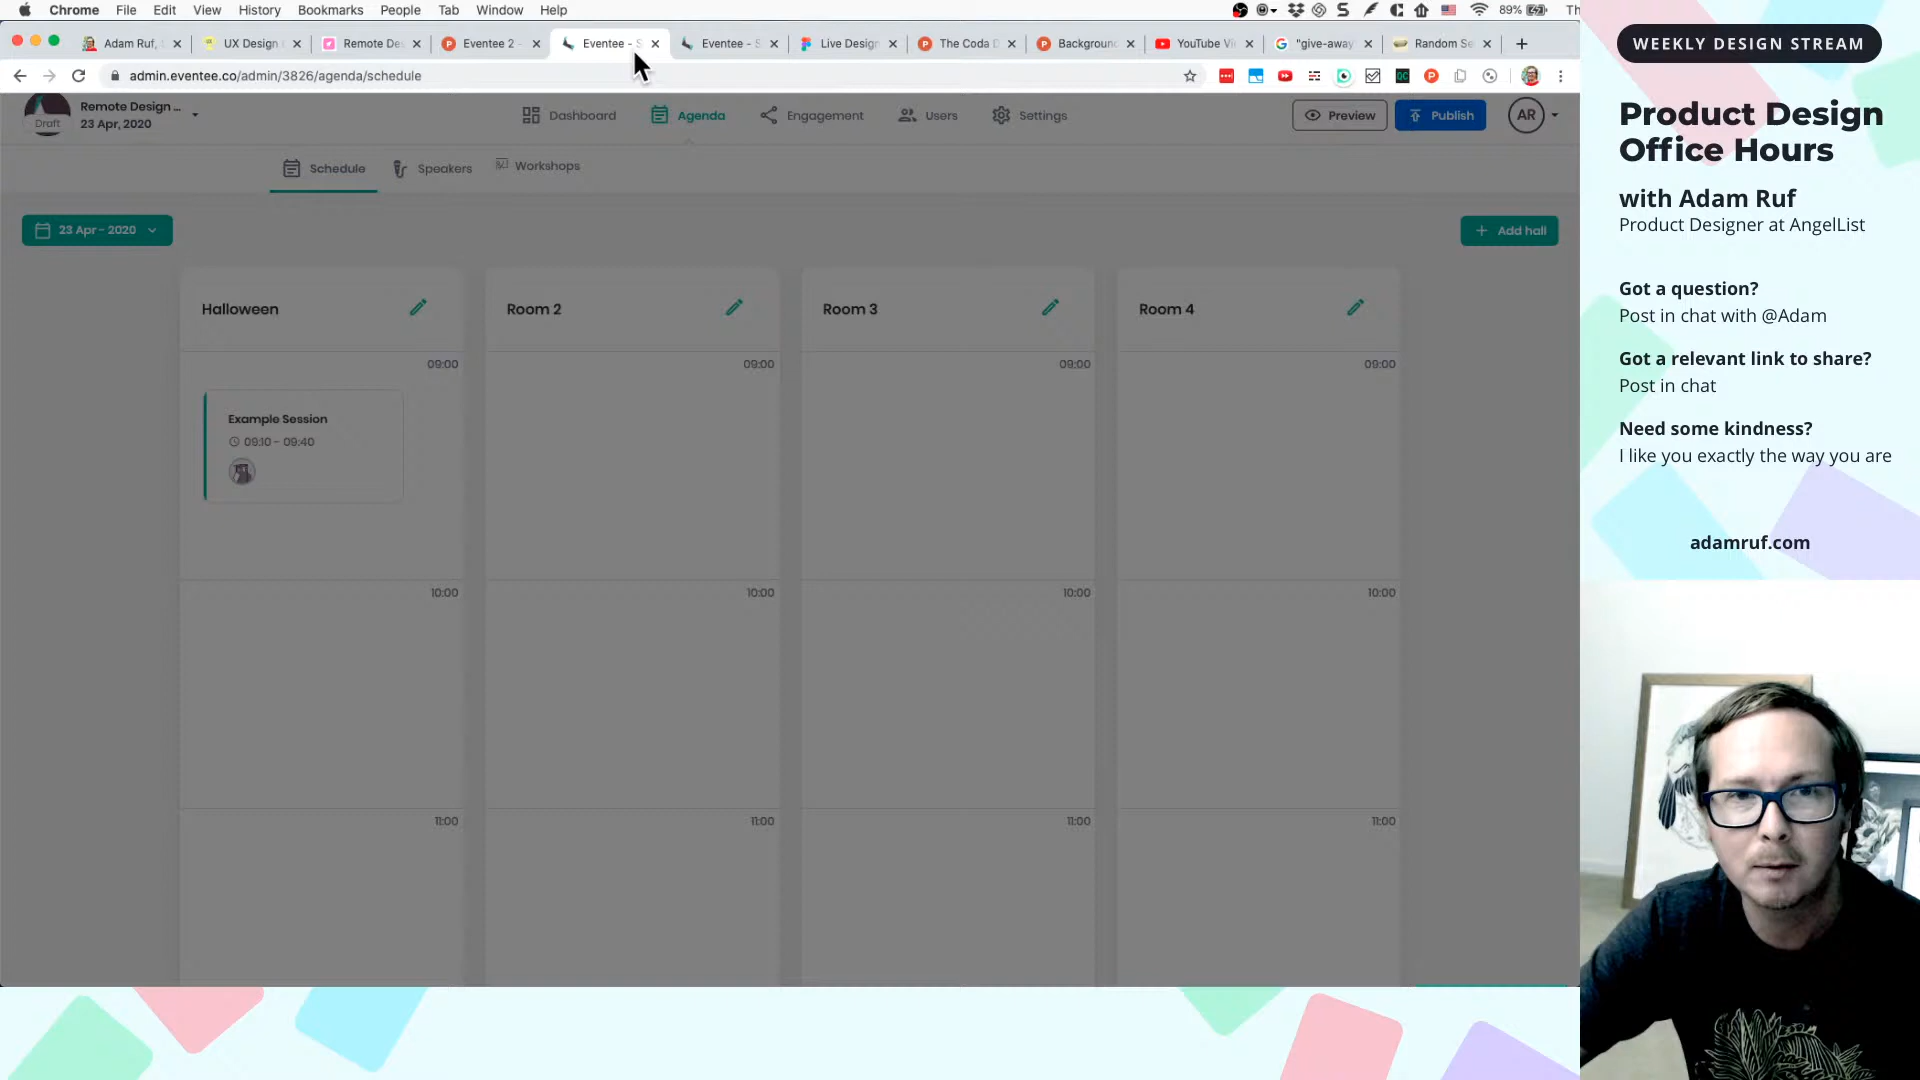 Chrome File Edit View History Bookmarks People Tab Window Help 89% Th
Adam Ruf, UX Design Remote De Eventee 2 - Eventee - S Eventee - S Live Design The Coda D Background YouTube Vi "give-away Random Se
admin.eventee.co/admin/3826/agenda/schedule
Draft
Remote Design ...
23 Apr, 2020
Dashboard Agenda Engagement Users Settings Preview Publish AR
Schedule Speakers Workshops
23 Apr - 2020
Add hall
Halloween Room 2 Room 3 Room 4
09:00 09:00 09:00 09:00
Example Session
09:10 - 09:40
10:00 10:00 10:00 10:00
11:00 11:00 11:00 11:00
WEEKLY DESIGN STREAM
Product Design
Office Hours
with Adam Ruf
Product Designer at AngelList
Got a question?
Post in chat with @Adam
Got a relevant link to share?
Post in chat
Need some kindness?
I like you exactly the way you are
adamruf.com